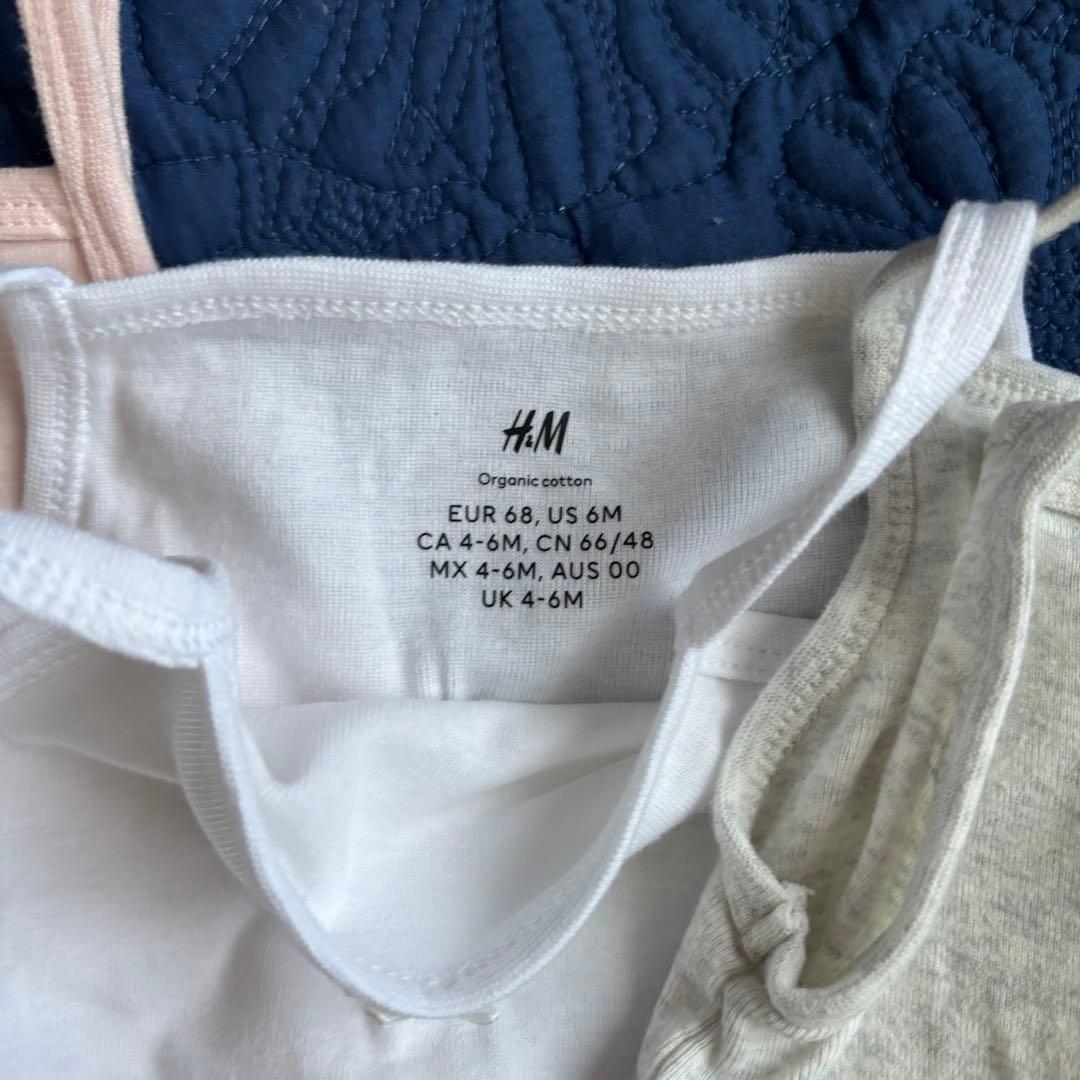 H&M
Organic cotton
EUR 68, US 6M
CA 4-6M, CN 66/48
MX 4-6M, AUS 00
UK 4-6M